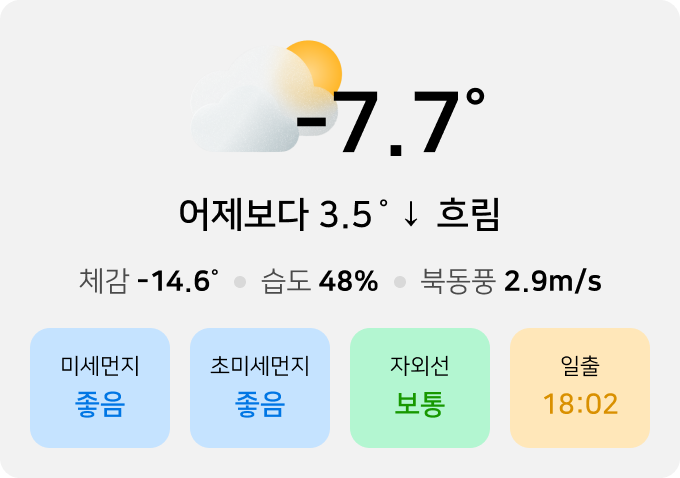 -7.7°
어제보다 3.5° ↓ 흐림
체감 -14.6° 습도 48% 북동풍 2.9m/s
미세먼지 초미세먼지 자외선 일출
좋음 좋음 보통 18:02